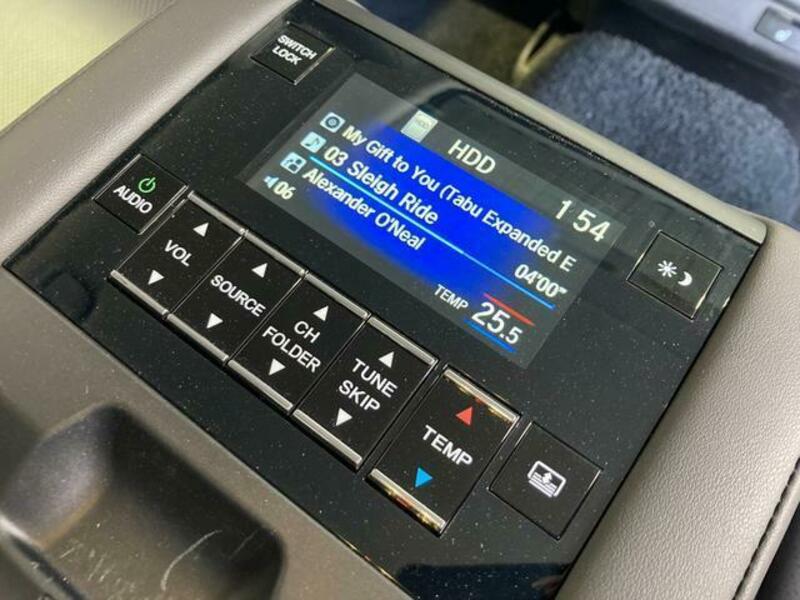 SWITCH
LOCK
HDD
HDD
1 54
My Gift to You (Tabu Expanded E
03 Sleigh Ride
04'00"
Alexander O'Neal
06
TEMP
25.5
AUDIO
VOL
SOURCE
CH
FOLDER
TUNE
SKIP
TEMP